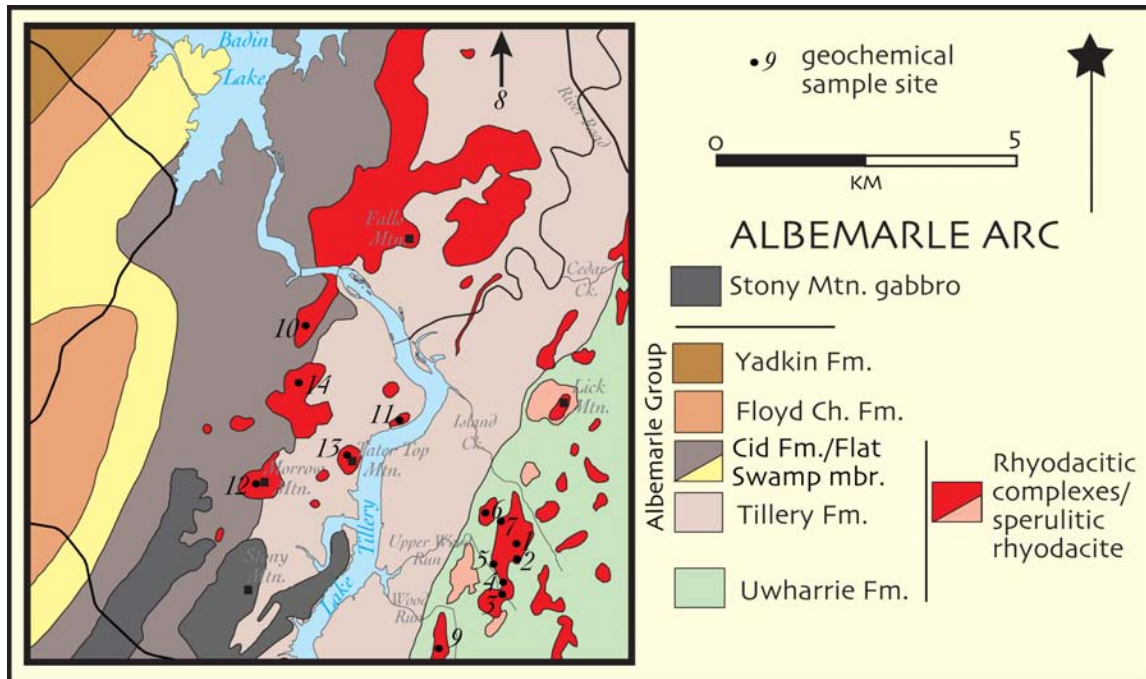 Badin
Lake
8
River Road
Falls
Mtn.
Cedar
Ck.
10
14
Lick
Mtn.
11
Island
Ck.
13
Tater Top
Mtn.
12
Morrow
Mtn.
6
7
1
Upper Wood
Run
5
2
4
3
Stony
Mtn.
Lake Tillery
Wood
Run
9
•9 geochemical
sample site
0 5
KM
ALBEMARLE ARC
Stony Mtn. gabbro
Albemarle Group
Yadkin Fm.
Floyd Ch. Fm.
Cid Fm./Flat
Swamp mbr.
Tillery Fm.
Uwharrie Fm.
Rhyodacitic
complexes/
sperulitic
rhyodacite